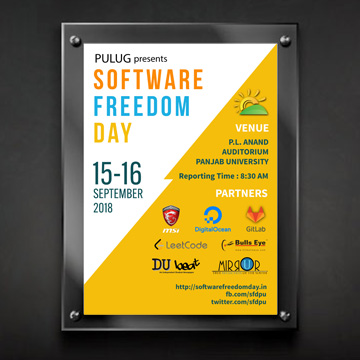 PULUG presents
SOFTWARE
FREEDOM
DAY
15-16
SEPTEMBER
2018
VENUE
P.L. ANAND
AUDITORIUM
PANJAB UNIVERSITY
Reporting Time : 8:30 AM
PARTNERS
msi
DigitalOcean
GitLab
LeetCode
Bulls Eye
DU beat
MIRROR
http://softwarefreedomday.in
fb.com/sfdpu
twitter.com/sfdpu